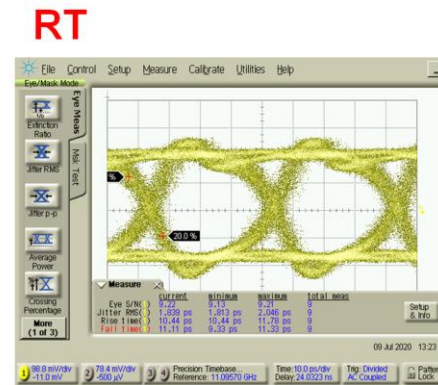 RT
File Control Setup Measure Calibrate Utilities Help
Eye/Mask Mode
Eye Meas
Msk Test
Extinction
Ratio
Jitter RMS
Jitter p-p
Average
Power
Crossing
Percentage
More
(1 of 3)
%
20.0 %
Measure
current minimum maximum total meas
Eye S/N( ) 9.22 9.13 9.21 9
Jitter RMS( ) 1.839 ps 1.813 ps 2.046 ps 9
Rise time( ) 10.44 ps 10.44 ps 11.78 ps 9
Fall time( ) 11.11 ps 9.33 ps 11.33 ps 9
Setup
& Info
09 Jul 2020 13:23
1 98.8 mV/div
-11.0 mV
2 78.4 mV/div
-500 µV
3 4 Precision Timebase...
Reference: 11.09570 GHz
Time:10.0 ps/div
Delay:24.0323 ns
Trig: Divided
AC Coupled
Patte
Lock